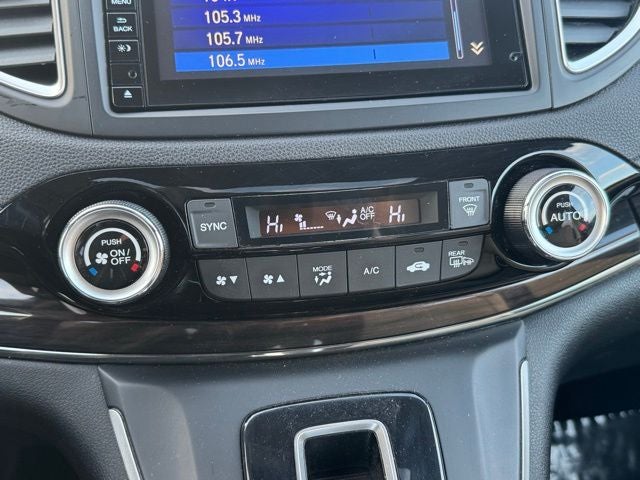 MENU
BACK
105.3 MHz
105.7 MHz
106.5 MHz
SYNC
Hi
A/C
OFF
Hi
FRONT
PUSH
ON/
OFF
PUSH
AUTO
MODE
A/C
REAR